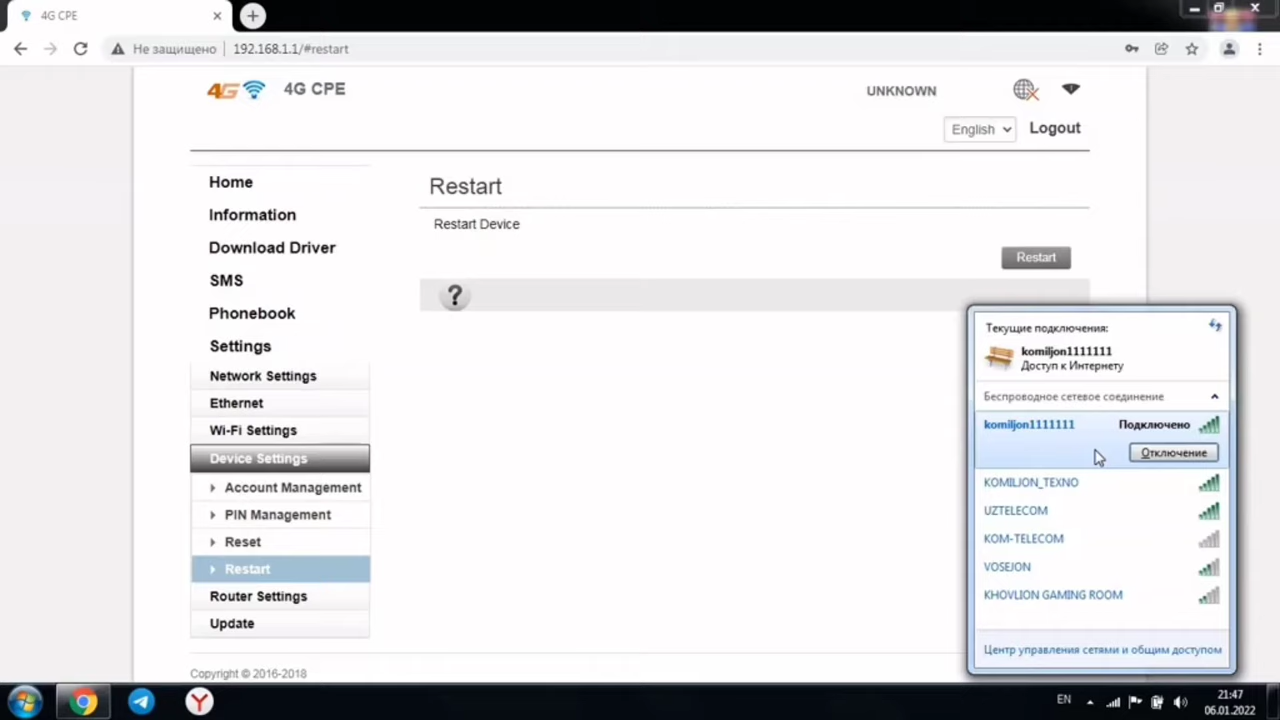 4G CPE
Не защищено
192.168.1.1/#restart
4G
4G CPE
UNKNOWN
English
Logout
Home
Information
Download Driver
SMS
Phonebook
Settings
Network Settings
Ethernet
Wi-Fi Settings
Device Settings
Account Management
PIN Management
Reset
Restart
Router Settings
Update
Restart
Restart Device
Restart
?
Copyright © 2016-2018
Текущие подключения:
komiljon1111111
Доступ к Интернету
Беспроводное сетевое соединение
komiljon1111111 Подключено
Отключение
KOMILJON_TEXNO
UZTELECOM
KOM-TELECOM
VOSEJON
KHOVLION GAMING ROOM
Центр управления сетями и общим доступом
EN
21:47
06.01.2022